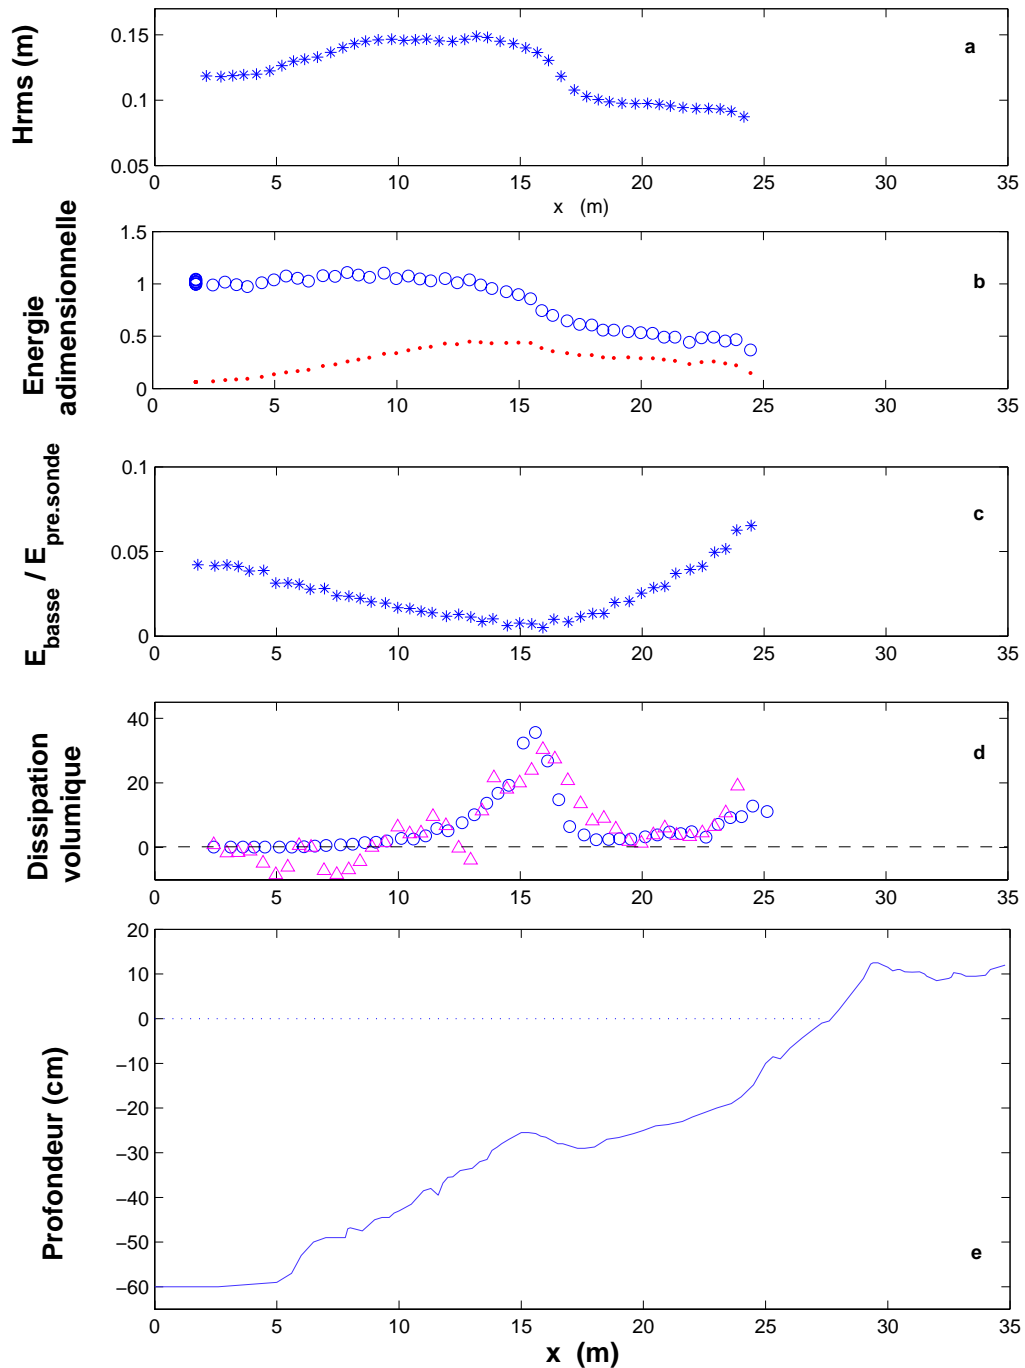 Hrms (m)
0.15
0.1
0.05
a
0 5 10 15 20 25 30 35
x (m)
Energie
adimensionnelle
1.5
1
0.5
0
b
0 5 10 15 20 25 30 35
E_basse / E_pre.sonde
0.1
0.05
0
c
0 5 10 15 20 25 30 35
Dissipation
volumique
40
20
0
d
0 5 10 15 20 25 30 35
Profondeur (cm)
20
10
0
−10
−20
−30
−40
−50
−60
e
0 5 10 15 20 25 30 35
x (m)